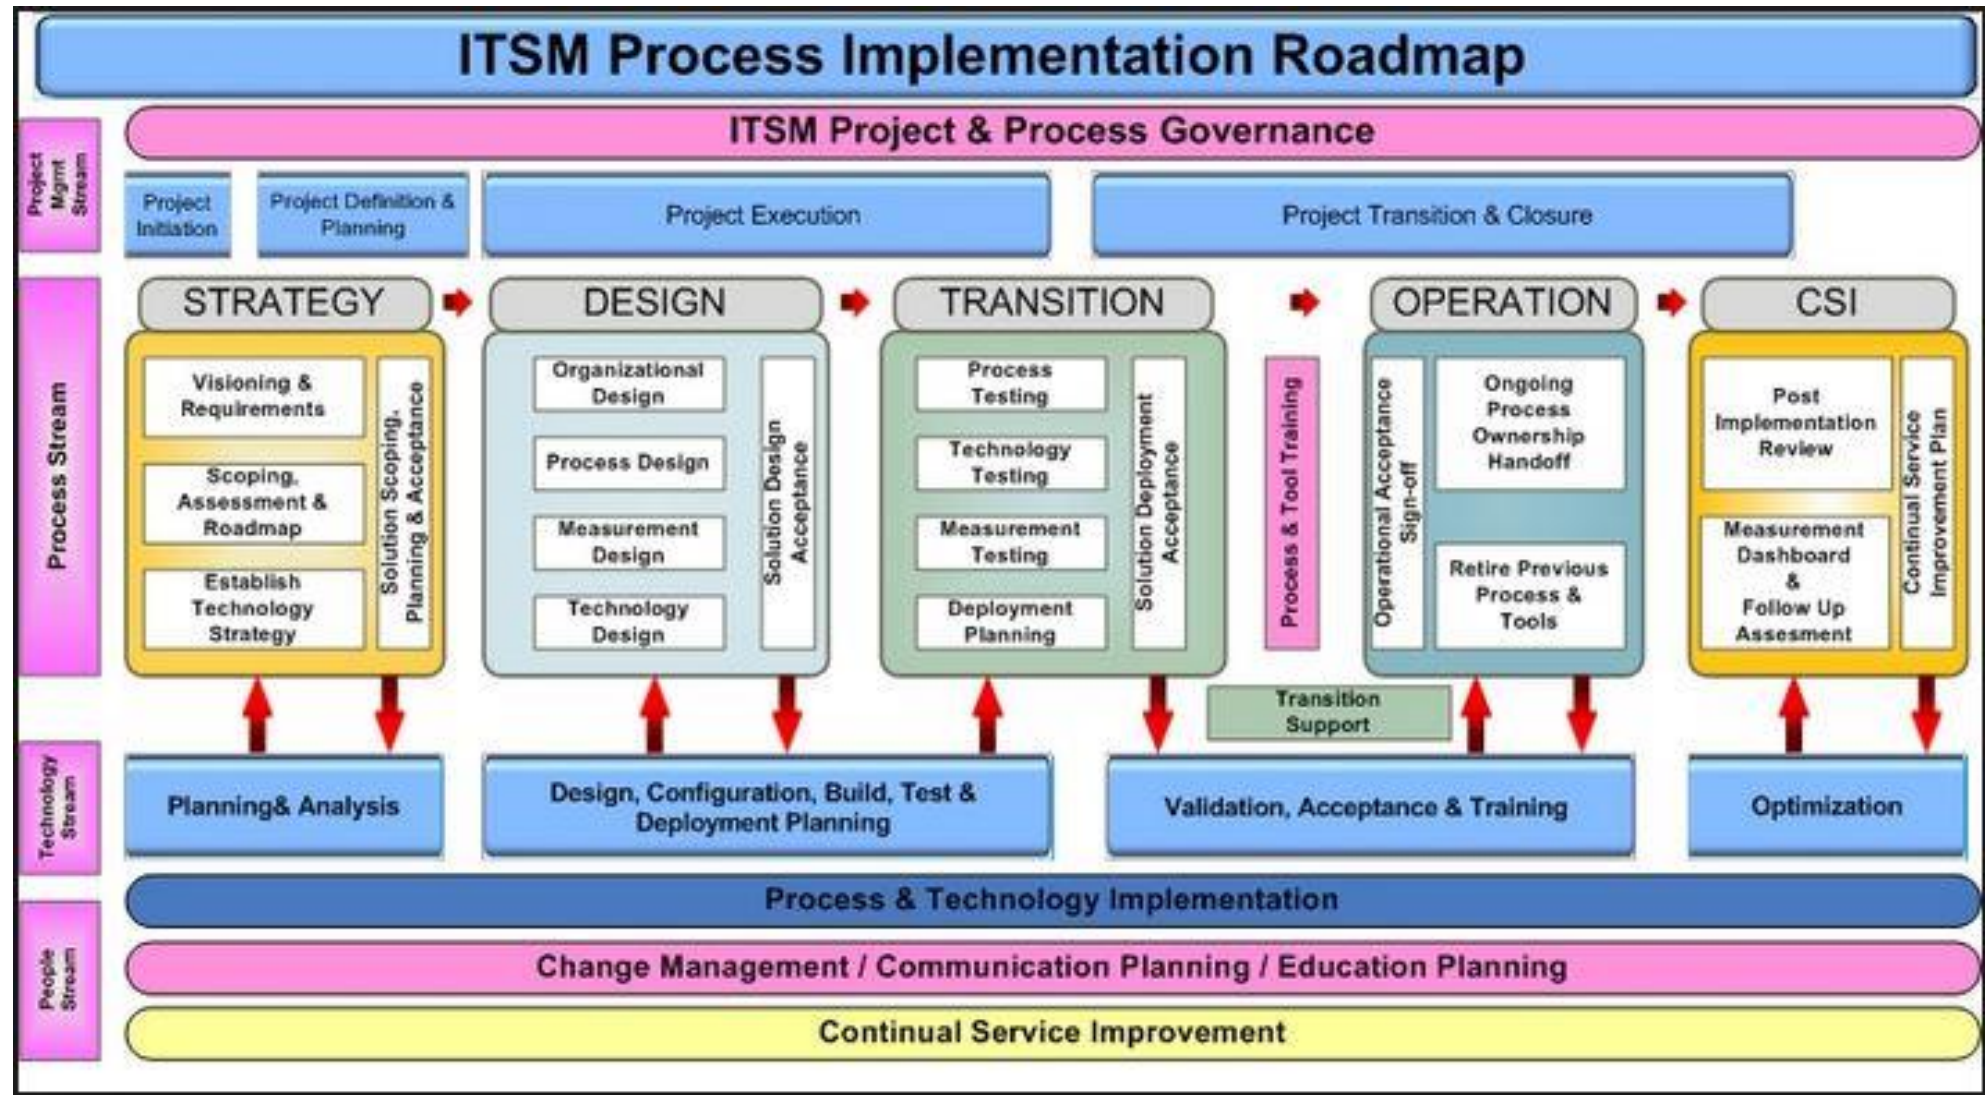 ITSM Process Implementation Roadmap
ITSM Project & Process Governance
Project
Mgmt
Stream
Project
Initiation
Project Definition &
Planning
Project Execution
Project Transition & Closure
Process Stream
STRATEGY
Visioning &
Requirements
Scoping,
Assessment &
Roadmap
Establish
Technology
Strategy
Solution Scoping,
Planning & Acceptance
DESIGN
Organizational
Design
Process Design
Measurement
Design
Technology
Design
Solution Design
Acceptance
TRANSITION
Process
Testing
Technology
Testing
Measurement
Testing
Deployment
Planning
Solution Deployment
Acceptance
Process & Tool Training
OPERATION
Operational Acceptance
Sign-off
Ongoing
Process
Ownership
Handoff
Retire Previous
Process &
Tools
CSI
Post
Implementation
Review
Measurement
Dashboard
&
Follow Up
Assesment
Continual Service
Improvement Plan
Transition
Support
Technology
Stream
Planning& Analysis
Design, Configuration, Build, Test &
Deployment Planning
Validation, Acceptance & Training
Optimization
People
Stream
Process & Technology Implementation
Change Management / Communication Planning / Education Planning
Continual Service Improvement